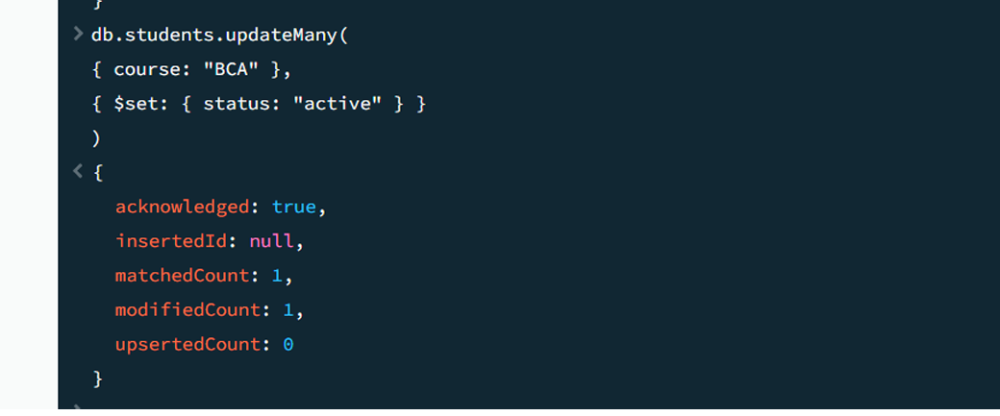 }
> db.students.updateMany(
{ course: "BCA" },
{ $set: { status: "active" } }
)
< {
acknowledged: true,
insertedId: null,
matchedCount: 1,
modifiedCount: 1,
upsertedCount: 0
}
>